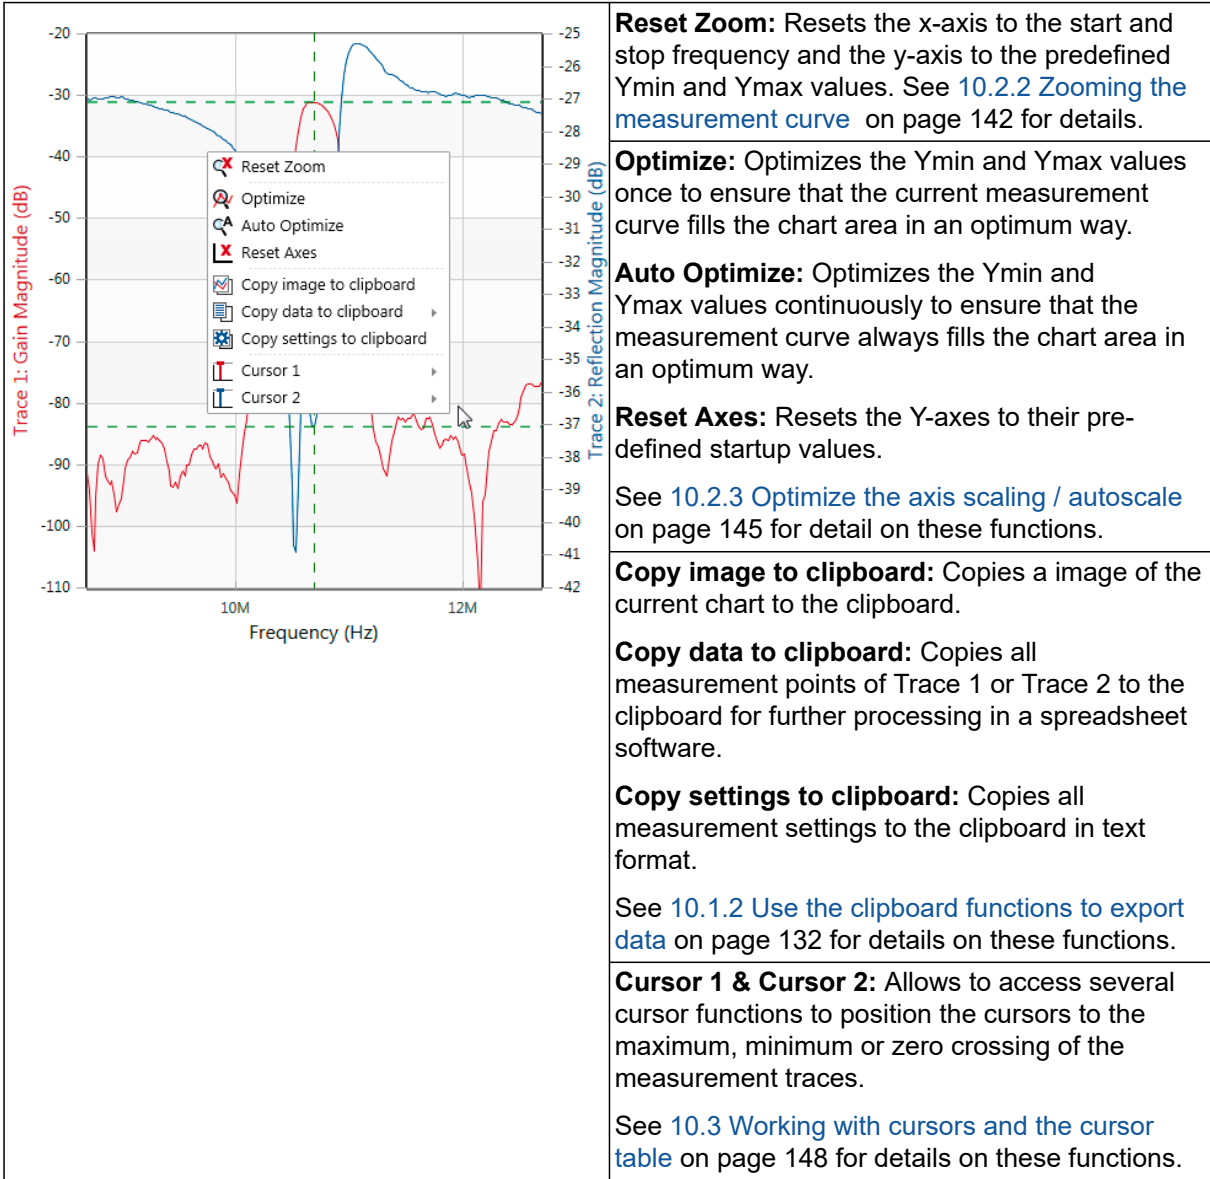 -20
-30
-40
-50
-60
-70
-80
-90
-100
-110
Trace 1: Gain Magnitude (dB)
-25
-26
-27
-28
-29
-30
-31
-32
-33
-34
-35
-36
-37
-38
-39
-40
-41
-42
Trace 2: Reflection Magnitude (dB)
10M
12M
Frequency (Hz)
Reset Zoom
Optimize
Auto Optimize
Reset Axes
Copy image to clipboard
Copy data to clipboard
Copy settings to clipboard
Cursor 1
Cursor 2
Reset Zoom: Resets the x-axis to the start and
stop frequency and the y-axis to the predefined
Ymin and Ymax values. See 10.2.2 Zooming the
measurement curve on page 142 for details.
Optimize: Optimizes the Ymin and Ymax values
once to ensure that the current measurement
curve fills the chart area in an optimum way.
Auto Optimize: Optimizes the Ymin and
Ymax values continuously to ensure that the
measurement curve always fills the chart area in
an optimum way.
Reset Axes: Resets the Y-axes to their pre-
defined startup values.
See 10.2.3 Optimize the axis scaling / autoscale
on page 145 for detail on these functions.
Copy image to clipboard: Copies a image of the
current chart to the clipboard.
Copy data to clipboard: Copies all
measurement points of Trace 1 or Trace 2 to the
clipboard for further processing in a spreadsheet
software.
Copy settings to clipboard: Copies all
measurement settings to the clipboard in text
format.
See 10.1.2 Use the clipboard functions to export
data on page 132 for details on these functions.
Cursor 1 & Cursor 2: Allows to access several
cursor functions to position the cursors to the
maximum, minimum or zero crossing of the
measurement traces.
See 10.3 Working with cursors and the cursor
table on page 148 for details on these functions.